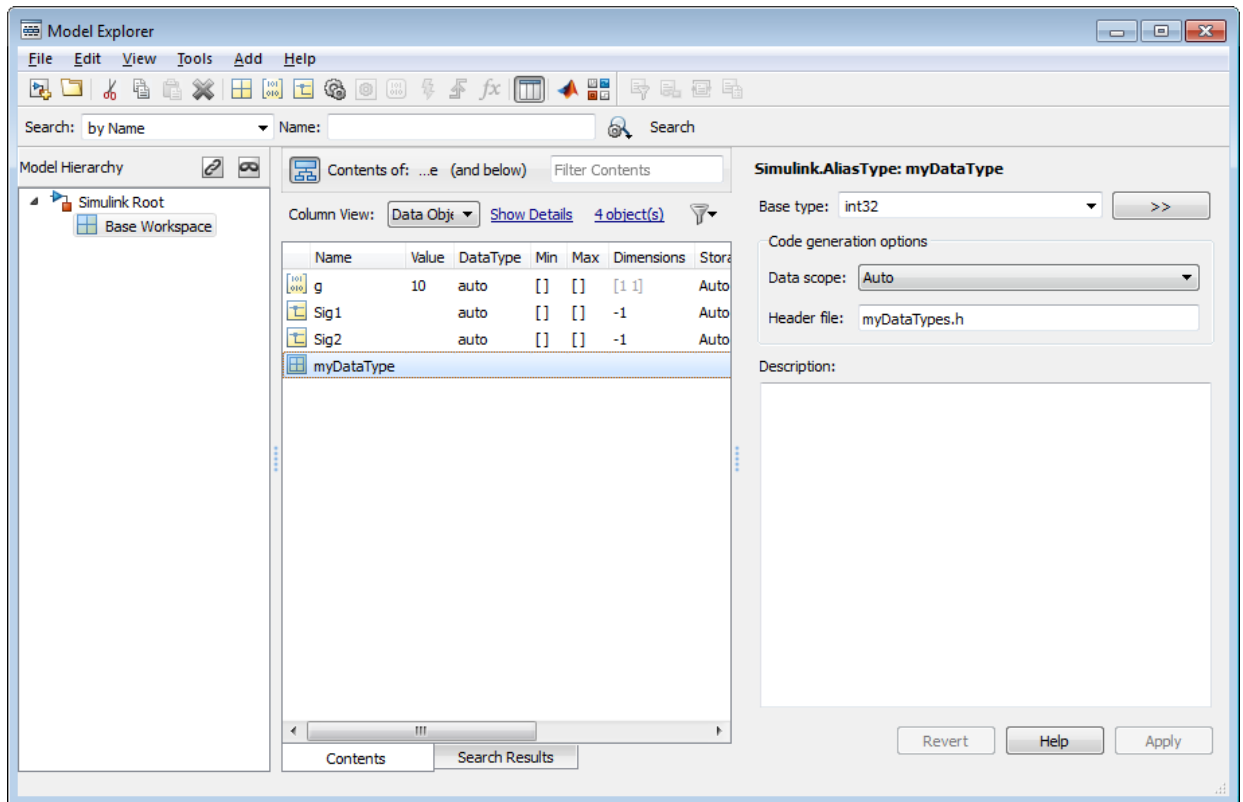 Model Explorer
File Edit View Tools Add Help
fx
Search: by Name Name: Search
Model Hierarchy
Simulink Root
Base Workspace
Contents of: ...e (and below) Filter Contents
Column View: Data Obje Show Details 4 object(s)
Name Value DataType Min Max Dimensions Stora
g 10 auto [] [] [1 1] Auto
Sig1 auto [] [] -1 Auto
Sig2 auto [] [] -1 Auto
myDataType
Contents Search Results
Simulink.AliasType: myDataType
Base type: int32 >>
Code generation options
Data scope: Auto
Header file: myDataTypes.h
Description:
Revert Help Apply